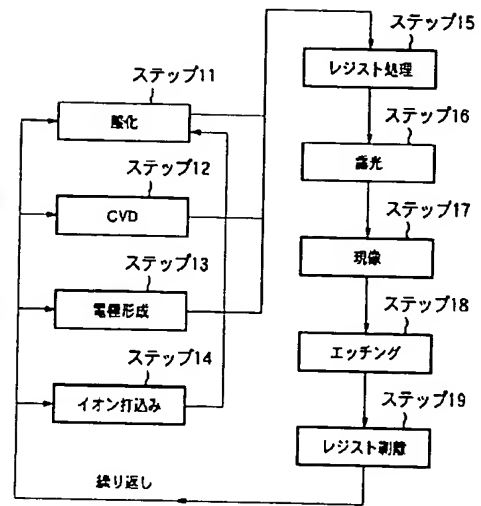 ステップ11
酸化
ステップ12
CVD
ステップ13
電極形成
ステップ14
イオン打込み
繰り返し
ステップ15
レジスト処理
ステップ16
露光
ステップ17
現像
ステップ18
エッチング
ステップ19
レジスト剥離